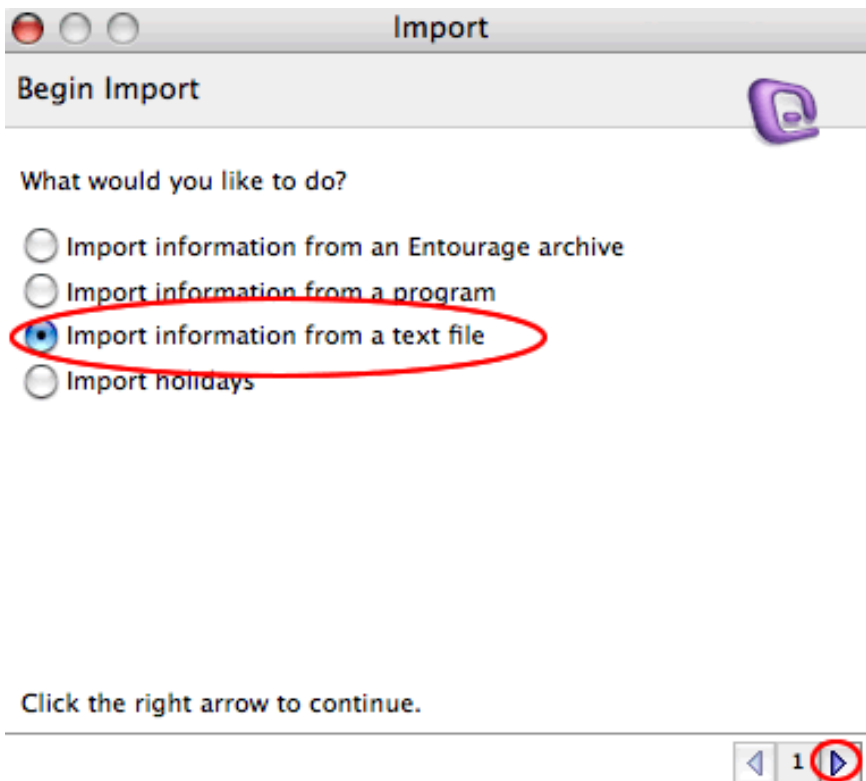 Import
Begin Import
What would you like to do?
Import information from an Entourage archive
Import information from a program
Import information from a text file
Import holidays
Click the right arrow to continue.
1